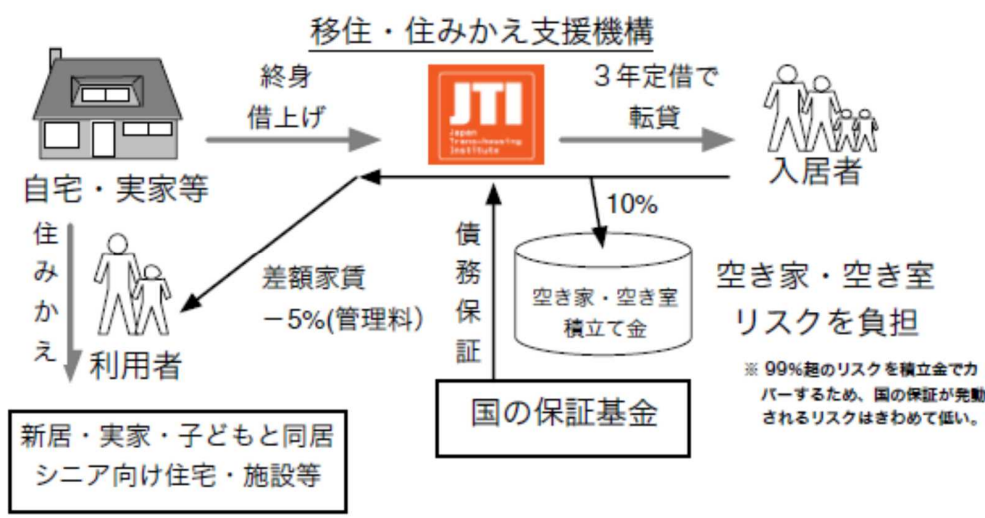 移住・住みかえ支援機構
終身
借上げ
JTI
Japan
Trans-housing
Institute
3年定借で
転貸
自宅・実家等
入居者
住みかえ
10%
債務保証
差額家賃
−5%(管理料)
空き家・空き室
積立て金
空き家・空き室
リスクを負担
利用者
※ 99%超のリスクを積立金でカ
バーするため、国の保証が発動
されるリスクはきわめて低い。
国の保証基金
新居・実家・子どもと同居
シニア向け住宅・施設等